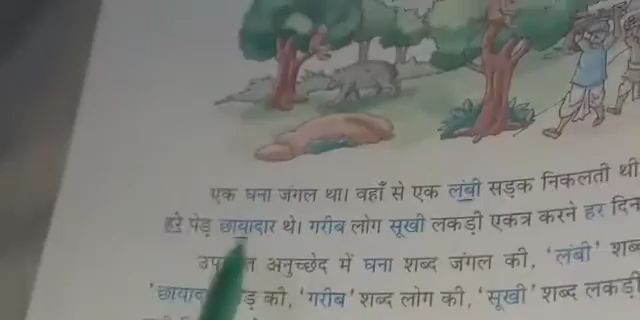 एक घना जंगल था। वहाँ से एक लंबी सड़क निकलती थी
हरे पेड़ छायादार थे। गरीब लोग सूखी लकड़ी एकत्र करने हर दिन
अनुच्छेद में घना शब्द जंगल की, 'लंबी'
की, 'गरीब' शब्द लोग की, 'सूखी' शब्द लकड़ी